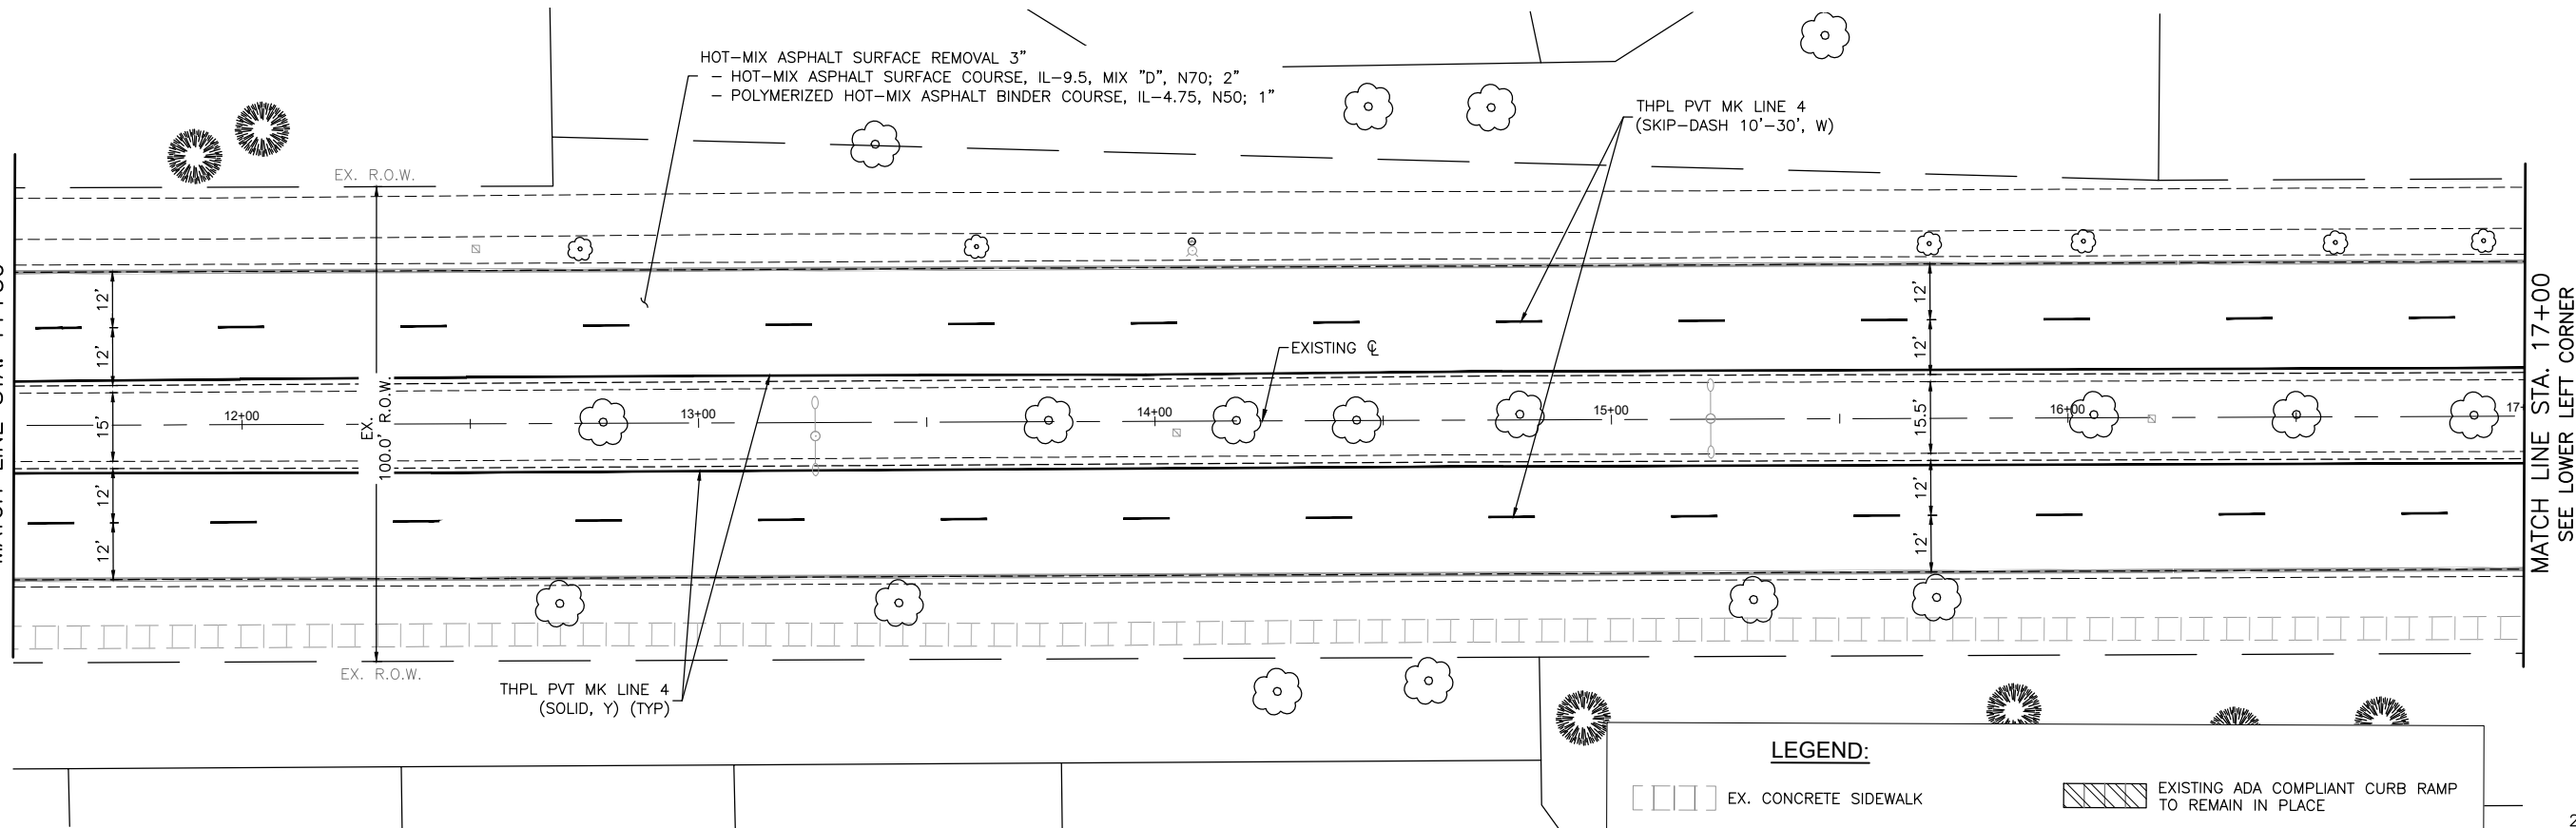 HOT-MIX ASPHALT SURFACE REMOVAL 3"
- HOT-MIX ASPHALT SURFACE COURSE, IL-9.5, MIX "D", N70; 2"
- POLYMERIZED HOT-MIX ASPHALT BINDER COURSE, IL-4.75, N50; 1"
THPL PVT MK LINE 4
(SKIP-DASH 10'-30', W)
EX. R.O.W.
12'
12'
15'
12'
12'
EX.
100.0' R.O.W.
EXISTING ℄
12+00
13+00
14+00
15+00
16+00
12'
12'
15.5'
12'
12'
MATCH LINE STA. 17+00
SEE LOWER LEFT CORNER
EX. R.O.W.
THPL PVT MK LINE 4
(SOLID, Y) (TYP)
LEGEND:
EX. CONCRETE SIDEWALK
EXISTING ADA COMPLIANT CURB RAMP
TO REMAIN IN PLACE